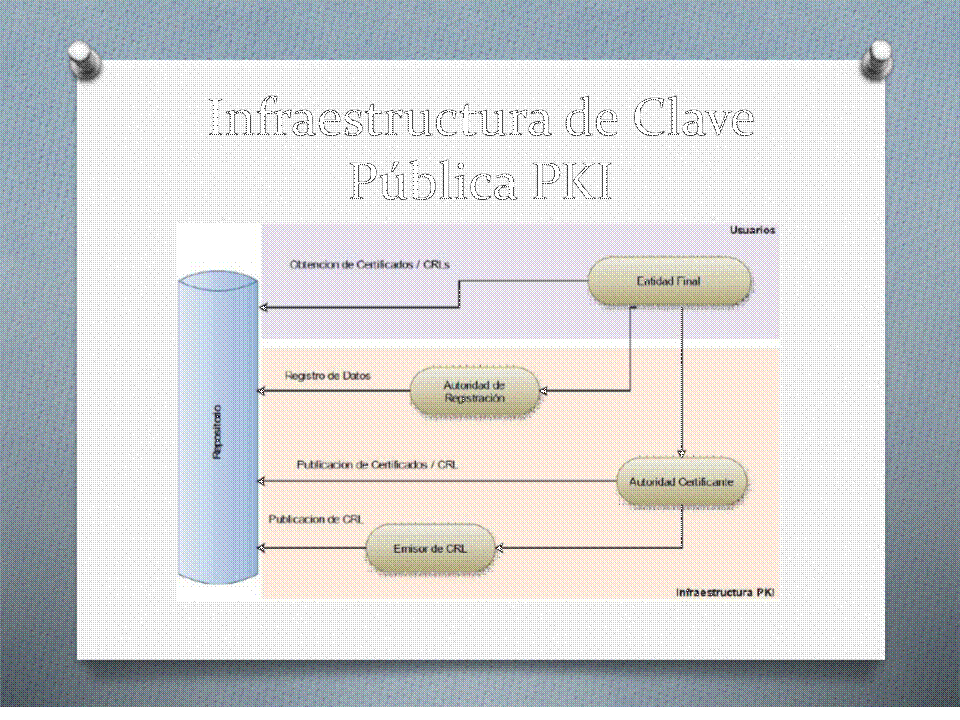 Infraestructura de Clave
Pública PKI
Usuarios
Obtencion de Certificados / CRLs
Entidad Final
Registro de Datos
Autoridad de
Registración
Repositorio
Publicacion de Certificados / CRL
Autoridad Certificante
Publicacion de CRL
Emisor de CRL
Infraestructura PKI